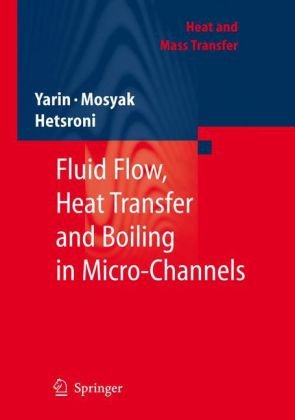 Heat and
Mass Transfer
Yarin · Mosyak
Hetsroni
Fluid Flow,
Heat Transfer
and Boiling
in Micro-Channels
Springer